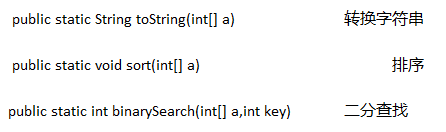 public static String toString(int[] a) 转换字符串
public static void sort(int[] a) 排序
public static int binarySearch(int[] a,int key) 二分查找